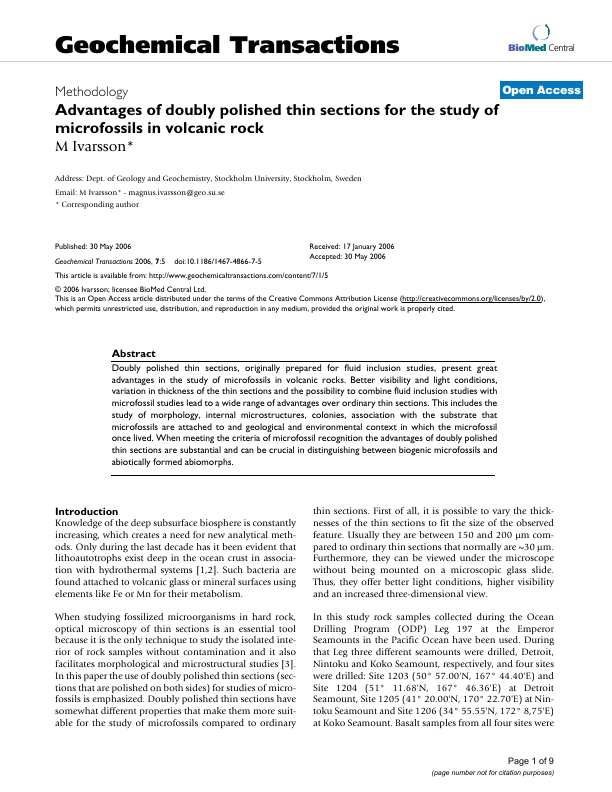 Geochemical Transactions
BioMed Central
Methodology
Open Access
Advantages of doubly polished thin sections for the study of
microfossils in volcanic rock
M Ivarsson*
Address: Dept. of Geology and Geochemistry, Stockholm University, Stockholm, Sweden
Email: M Ivarsson* - magnus.ivarsson@geo.su.se
* Corresponding author
Published: 30 May 2006
Geochemical Transactions 2006, 7:5 doi:10.1186/1467-4866-7-5
Received: 17 January 2006
Accepted: 30 May 2006
This article is available from: http://www.geochemicaltransactions.com/content/7/1/5
© 2006 Ivarsson; licensee BioMed Central Ltd.
This is an Open Access article distributed under the terms of the Creative Commons Attribution License (http://creativecommons.org/licenses/by/2.0),
which permits unrestricted use, distribution, and reproduction in any medium, provided the original work is properly cited.
Abstract
Doubly polished thin sections, originally prepared for fluid inclusion studies, present great
advantages in the study of microfossils in volcanic rocks. Better visibility and light conditions,
variation in thickness of the thin sections and the possibility to combine fluid inclusion studies with
microfossil studies lead to a wide range of advantages over ordinary thin sections. This includes the
study of morphology, internal microstructures, colonies, association with the substrate that
microfossils are attached to and geological and environmental context in which the microfossil
once lived. When meeting the criteria of microfossil recognition the advantages of doubly polished
thin sections are substantial and can be crucial in distinguishing between biogenic microfossils and
abiotically formed abiomorphs.
Introduction
Knowledge of the deep subsurface biosphere is constantly
increasing, which creates a need for new analytical meth-
ods. Only during the last decade has it been evident that
lithoautotrophs exist deep in the ocean crust in associa-
tion with hydrothermal systems [1,2]. Such bacteria are
found attached to volcanic glass or mineral surfaces using
elements like Fe or Mn for their metabolism.
When studying fossilized microorganisms in hard rock,
optical microscopy of thin sections is an essential tool
because it is the only technique to study the isolated inte-
rior of rock samples without contamination and it also
facilitates morphological and microstructural studies [3].
In this paper the use of doubly polished thin sections (sec-
tions that are polished on both sides) for studies of micro-
fossils is emphasized. Doubly polished thin sections have
somewhat different properties that make them more suit-
able for the study of microfossils compared to ordinary
thin sections. First of all, it is possible to vary the thick-
nesses of the thin sections to fit the size of the observed
feature. Usually they are between 150 and 200 μm com-
pared to ordinary thin sections that normally are ~30 μm.
Furthermore, they can be viewed under the microscope
without being mounted on a microscopic glass slide.
Thus, they offer better light conditions, higher visibility
and an increased three-dimensional view.
In this study rock samples collected during the Ocean
Drilling Program (ODP) Leg 197 at the Emperor
Seamounts in the Pacific Ocean have been used. During
that Leg three different seamounts were drilled, Detroit,
Nintoku and Koko Seamount, respectively, and four sites
were drilled: Site 1203 (50° 57.00'N, 167° 44.40'E) and
Site 1204 (51° 11.68'N, 167° 46.36'E) at Detroit
Seamount, Site 1205 (41° 20.00'N, 170° 22.70'E) at Nin-
toku Seamount and Site 1206 (34° 55.55'N, 172° 8,75'E)
at Koko Seamount. Basalt samples from all four sites were
Page 1 of 9
(page number not for citation purposes)